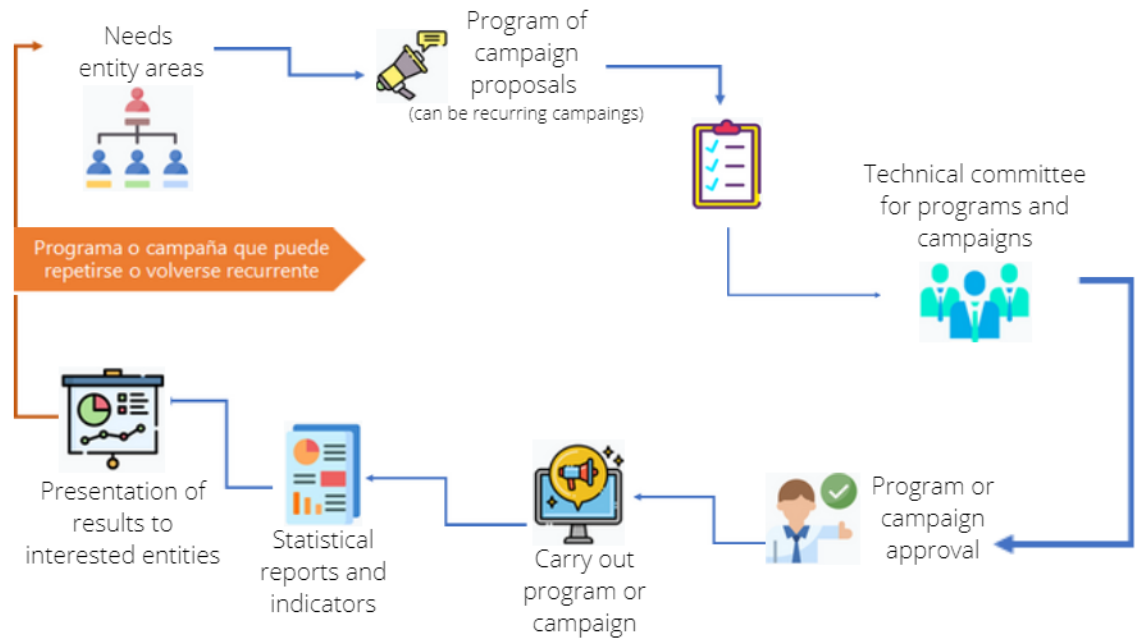 Needs
entity areas
Program of
campaign
proposals
(can be recurring campaings)
Technical committee
for programs and
campaigns
Programa o campaña que puede
repetirse o volverse recurrente
Program or
campaign
approval
Carry out
program or
campaign
Statistical
reports and
indicators
Presentation of
results to
interested entities